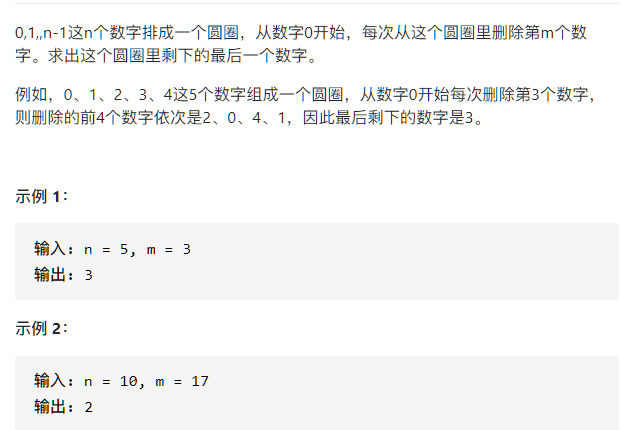 0,1,,n-1这n个数字排成一个圆圈，从数字0开始，每次从这个圆圈里删除第m个数
字。求出这个圆圈里剩下的最后一个数字。
例如，0、1、2、3、4这5个数字组成一个圆圈，从数字0开始每次删除第3个数字，
则删除的前4个数字依次是2、0、4、1，因此最后剩下的数字是3。
示例 1：
输入：n = 5, m = 3
输出：3
示例 2：
输入：n = 10, m = 17
输出：2